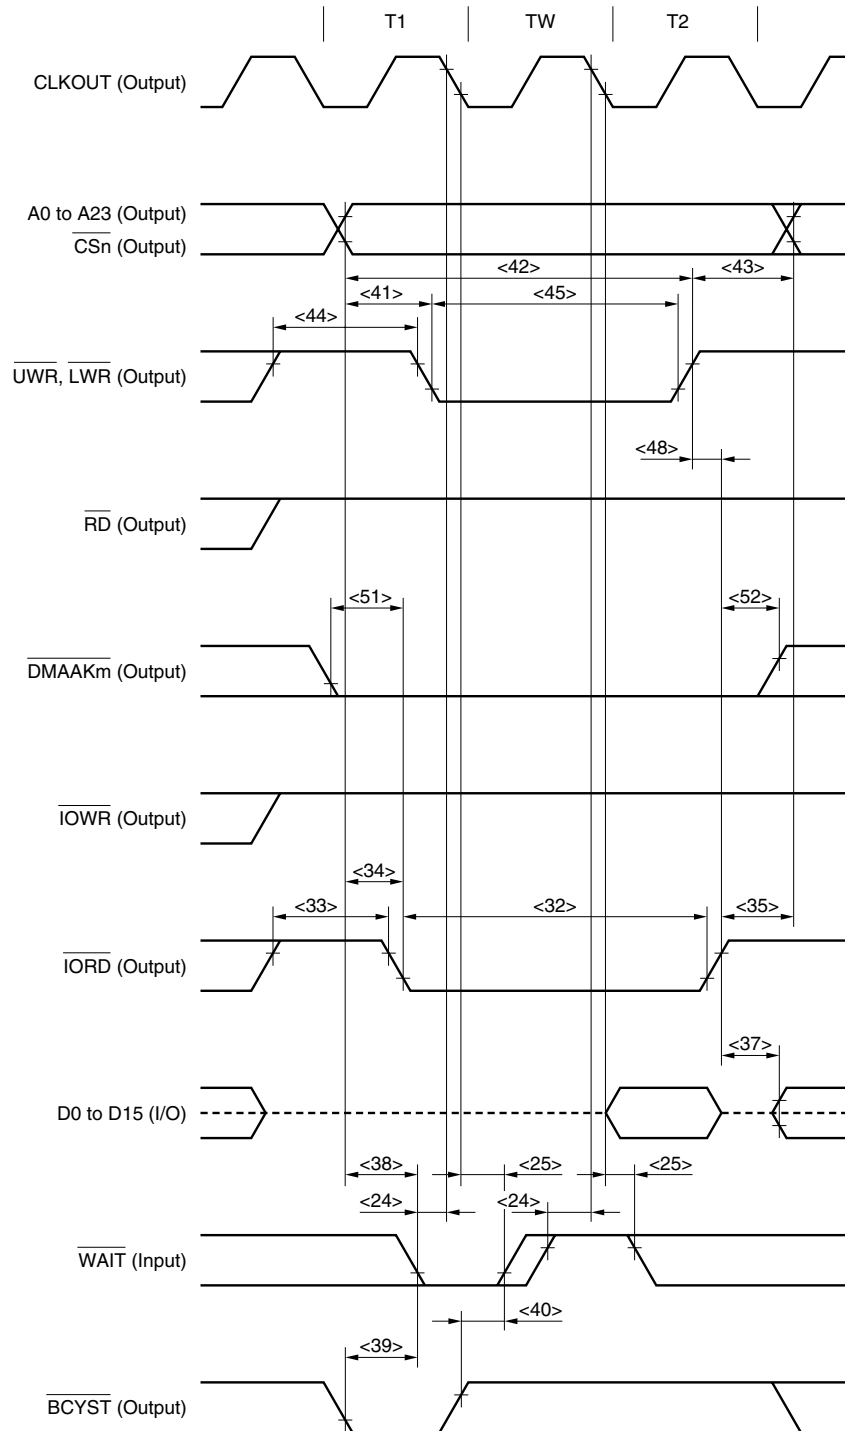 T1 TW T2
CLKOUT (Output)
A0 to A23 (Output)
CSn (Output)
<42> <43>
<41> <45>
<44>
UWR, LWR (Output)
<48>
RD (Output)
<51> <52>
DMAAKm (Output)
IOWR (Output)
<34>
<33> <32> <35>
IORD (Output)
<37>
D0 to D15 (I/O)
<38> <25> <25>
<24> <24>
WAIT (Input)
<40>
<39>
BCYST (Output)